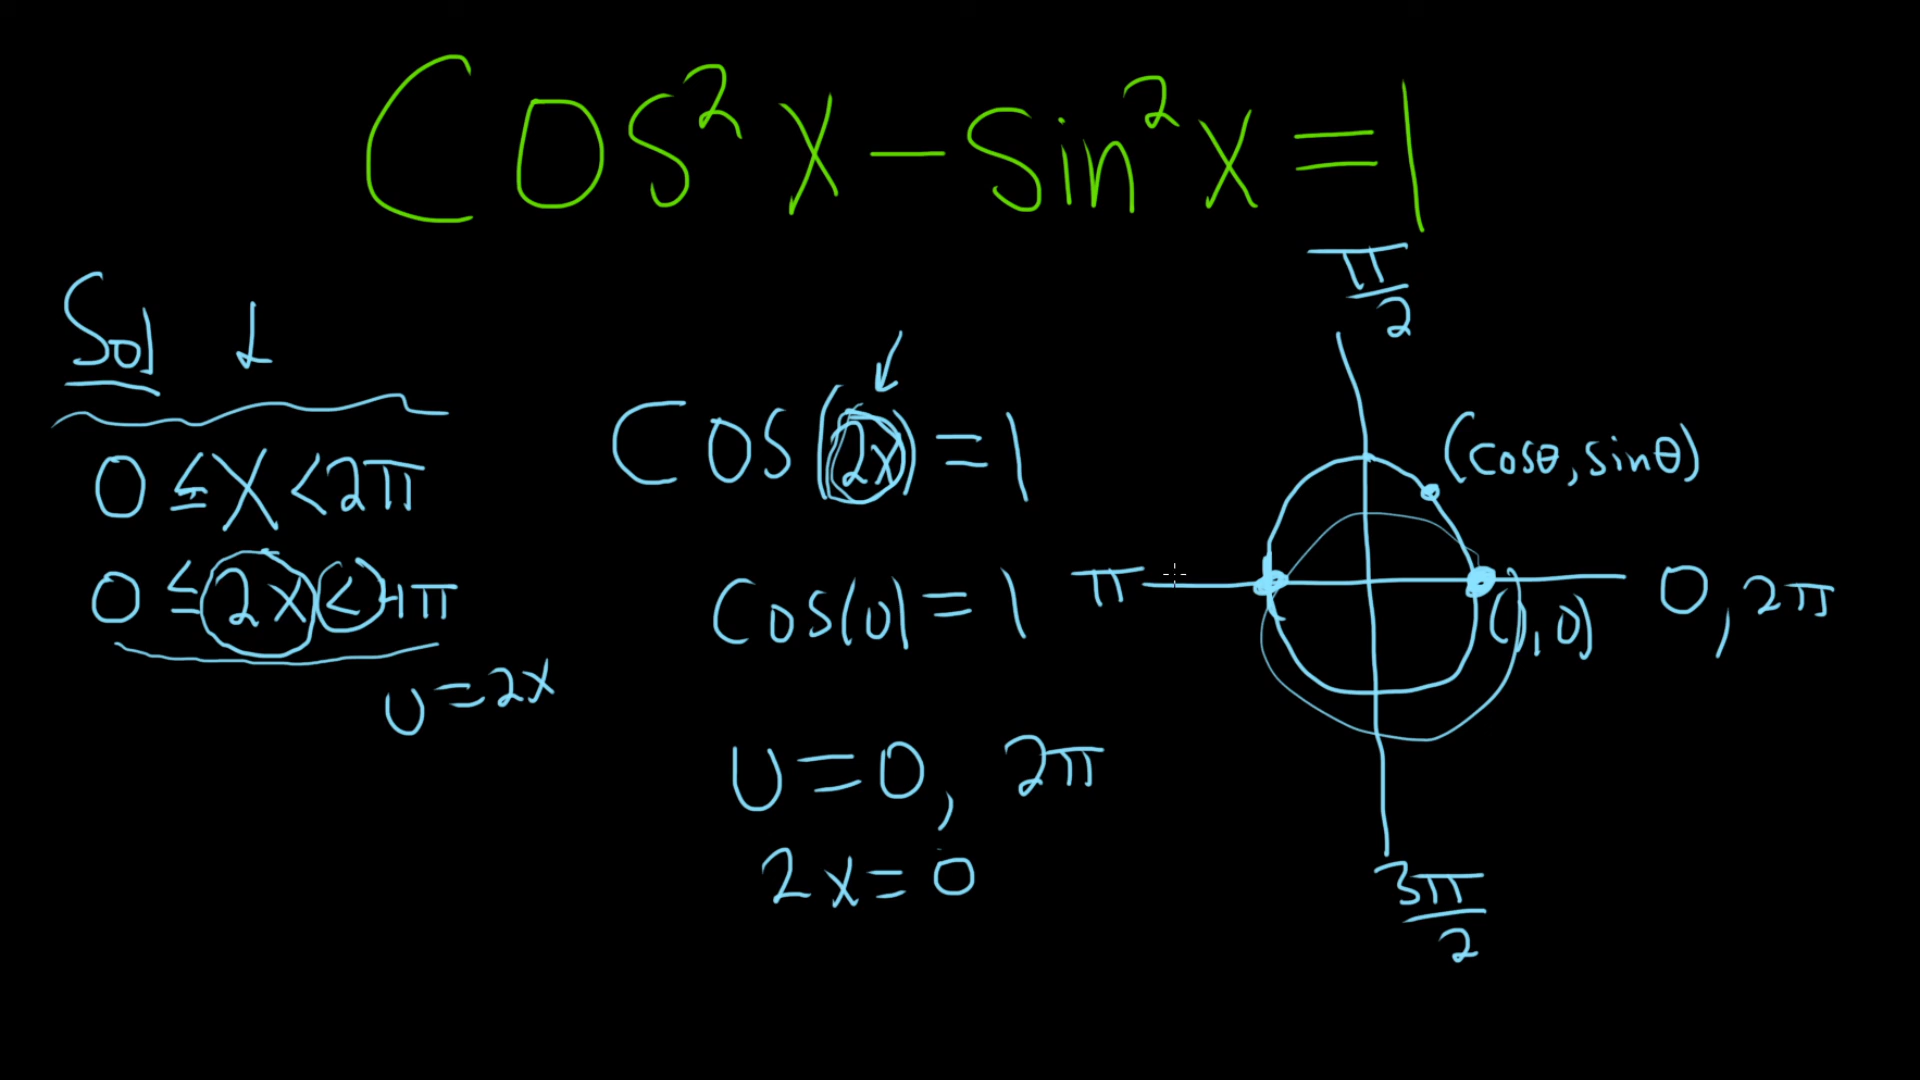 COS²X-Sin²X=1
Sol 1
0≤X<2π
0≤2x<4π
U=2x
COS(2x)=1
Cos(0)=1
U=0, 2π
2x=0
π/2
(cosθ, sinθ)
π
0, 2π
(1,0)
3π/2